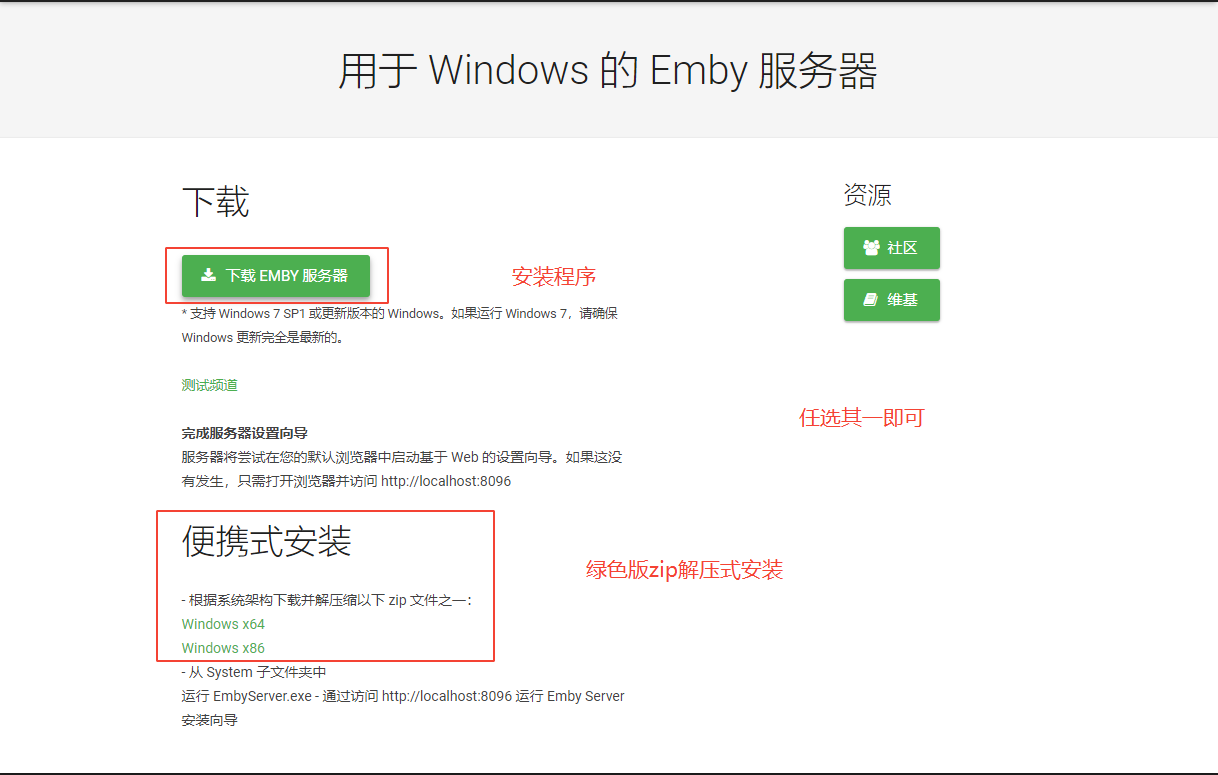 用于 Windows 的 Emby 服务器
下载
下载 EMBY 服务器
安装程序
* 支持 Windows 7 SP1 或更新版本的 Windows。如果运行 Windows 7，请确保
Windows 更新完全是最新的。
测试频道
完成服务器设置向导
服务器将尝试在您的默认浏览器中启动基于 Web 的设置向导。如果这没
有发生，只需打开浏览器并访问 http://localhost:8096
便携式安装
绿色版zip解压式安装
- 根据系统架构下载并解压缩以下 zip 文件之一：
Windows x64
Windows x86
- 从 System 子文件夹中
运行 EmbyServer.exe - 通过访问 http://localhost:8096 运行 Emby Server
安装向导
资源
社区
维基
任选其一即可